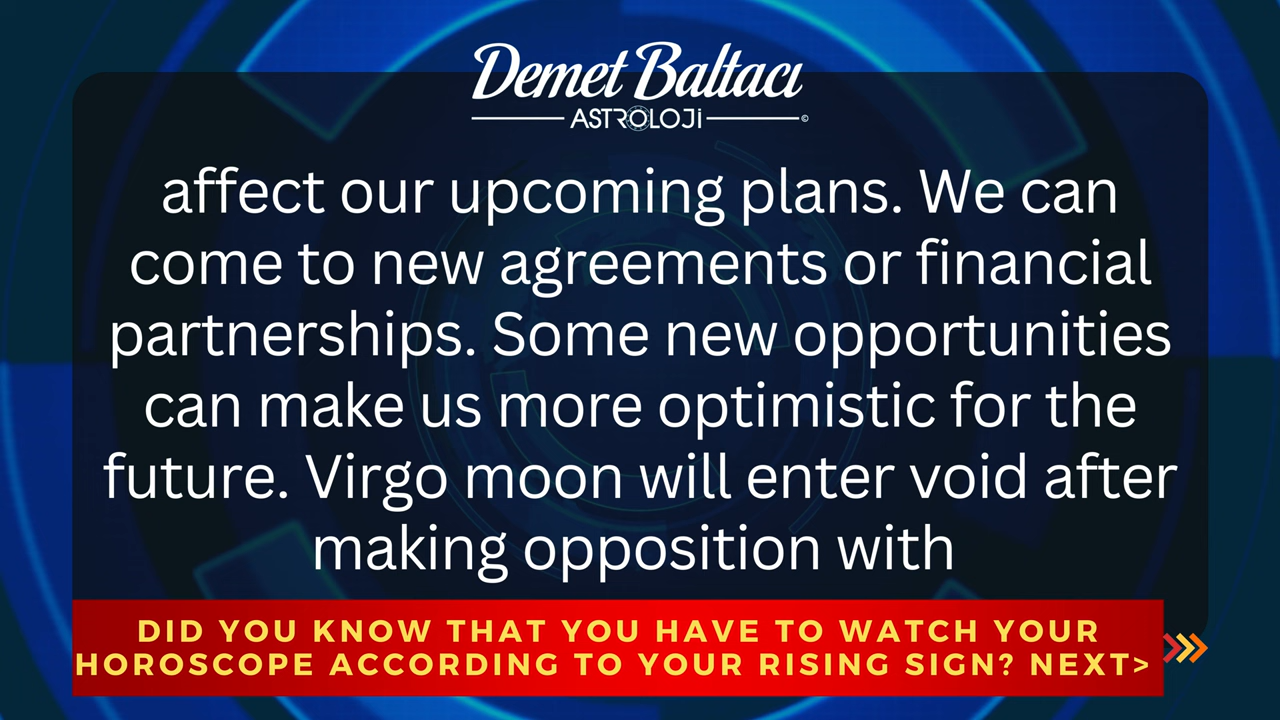 Demet Baltacı
ASTROLOJi
©
affect our upcoming plans. We can
come to new agreements or financial
partnerships. Some new opportunities
can make us more optimistic for the
future. Virgo moon will enter void after
making opposition with
DID YOU KNOW THAT YOU HAVE TO WATCH YOUR
HOROSCOPE ACCORDING TO YOUR RISING SIGN? NEXT>